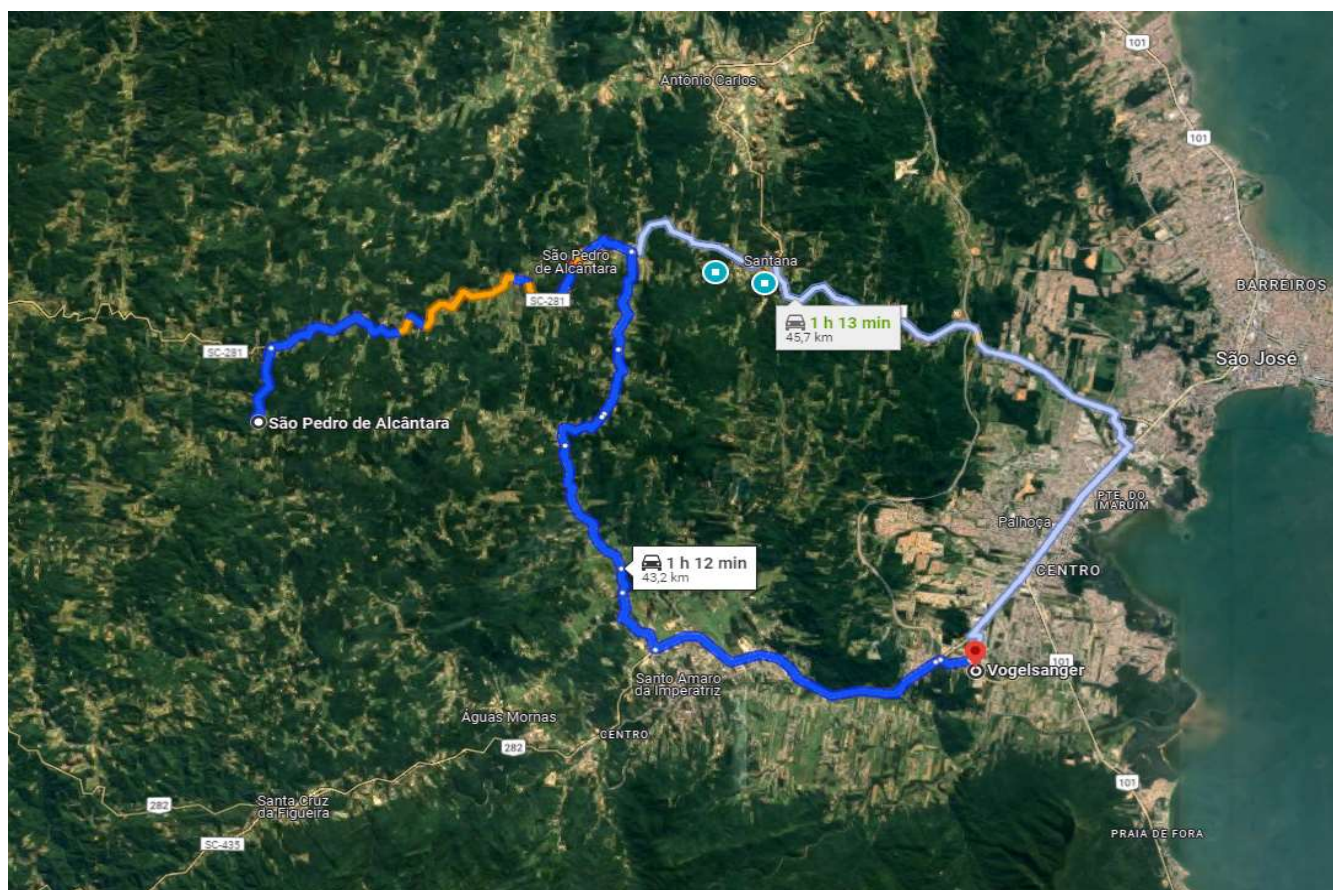 101
Antônio Carlos
101
São Pedro
de Alcântara
Santana
BARREIROS
SC-281
1 h 13 min
45,7 km
SC-281
São José
São Pedro de Alcântara
PTE. DO
IMARUIM
Palhoça
1 h 12 min
43,2 km
CENTRO
Vogelsanger
101
Santo Amaro
da Imperatriz
Águas Mornas
CENTRO
282
101
282
Santa Cruz
da Figueira
SC-435
PRAIA DE FORA